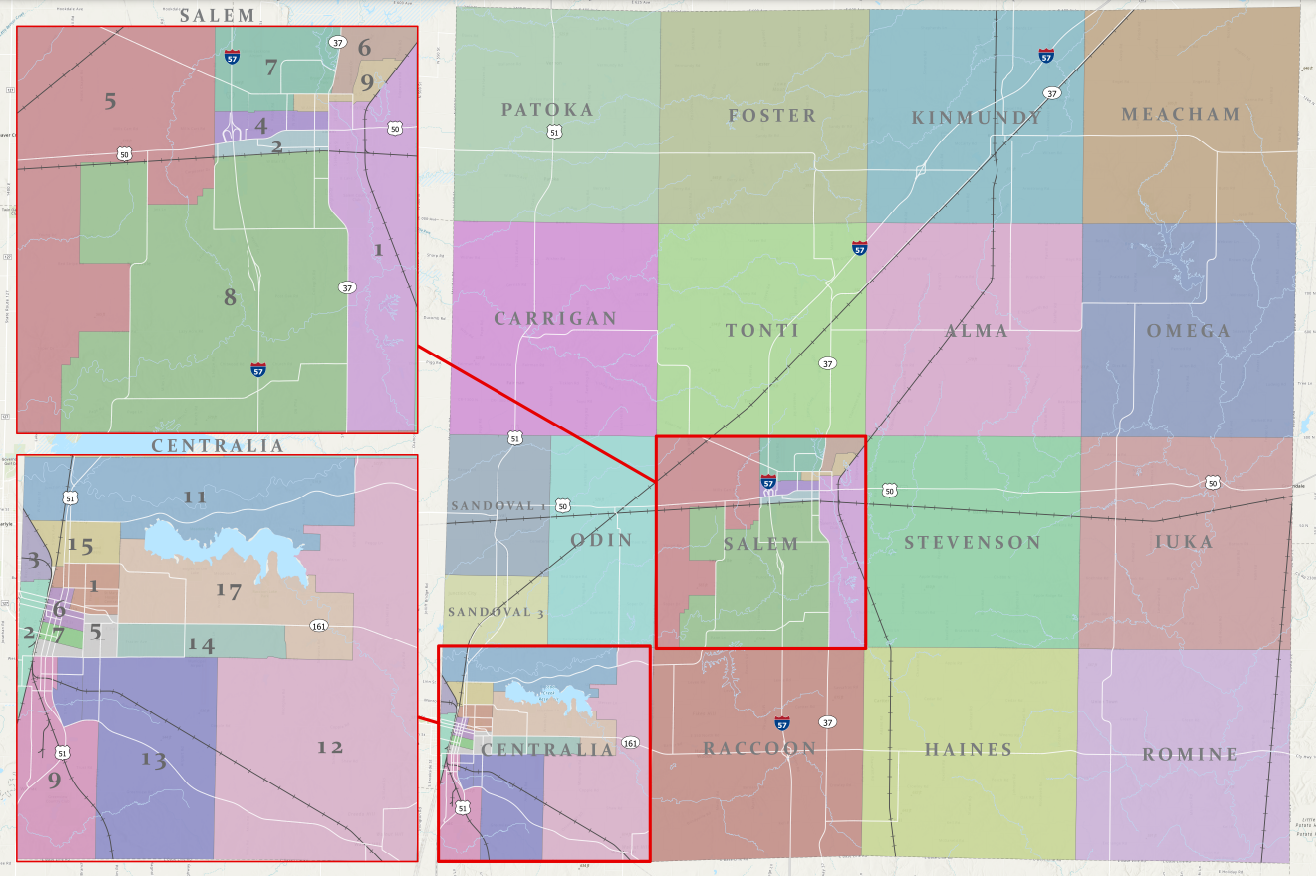 SALEM
57
37
6
7
9
5
4
50
50
2
1
8
37
57
CENTRALIA
51
11
3
15
1
17
6
2
7
5
14
161
51
13
12
9
PATOKA
51
FOSTER
KINMUNDY
57
37
MEACHAM
CARRIGAN
TONTI
57
37
ALMA
OMEGA
51
SANDOVAL 1
50
ODIN
SANDOVAL 3
57
SALEM
50
STEVENSON
50
IUKA
CENTRALIA
161
51
RACCOON
57
37
HAINES
ROMINE